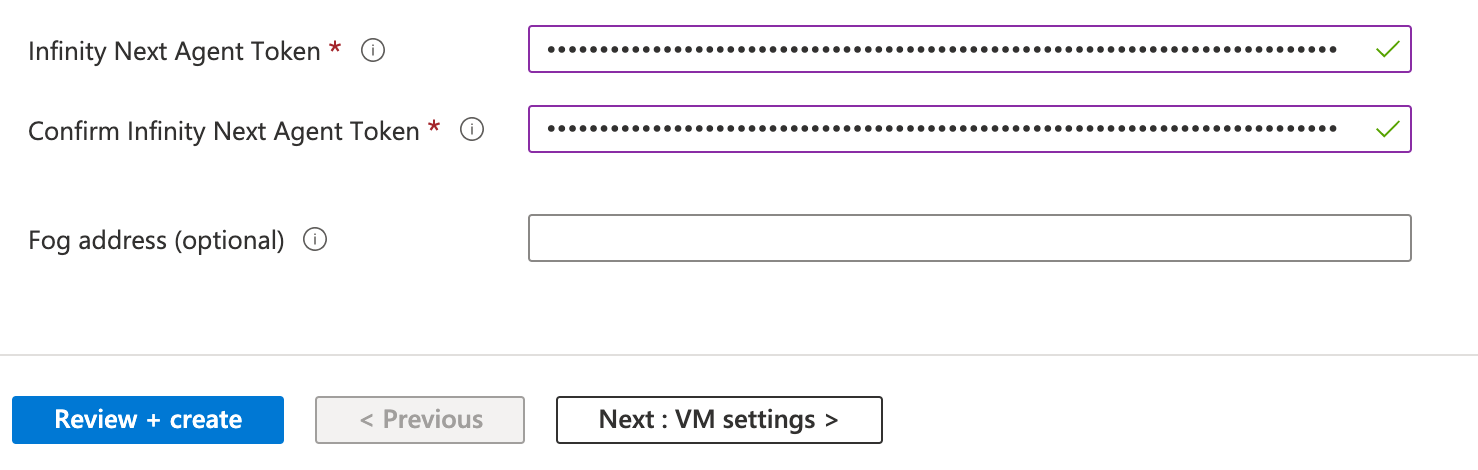 Infinity Next Agent Token * ⓘ
Confirm Infinity Next Agent Token * ⓘ
Fog address (optional) ⓘ
Review + create
< Previous
Next : VM settings >